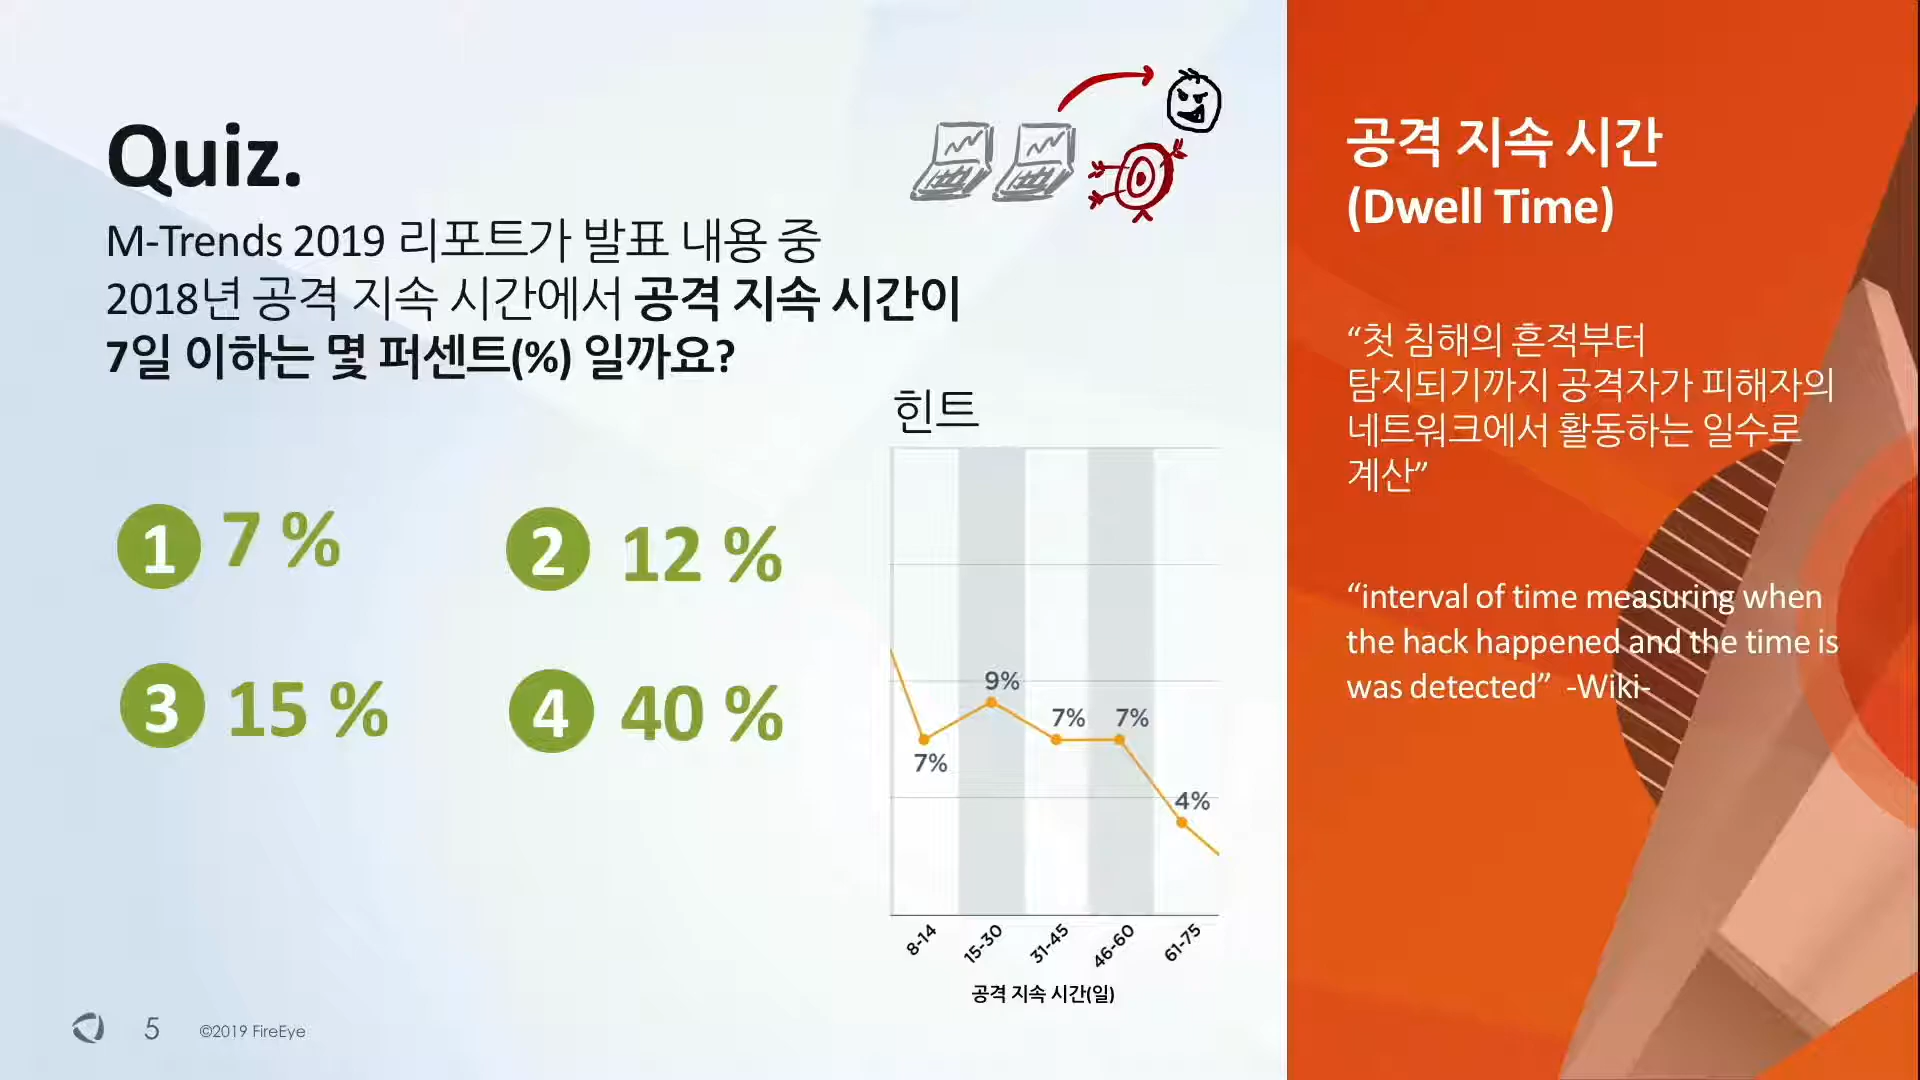 Quiz.
M-Trends 2019 리포트가 발표 내용 중
2018년 공격 지속 시간에서 공격 지속 시간이
7일 이하는 몇 퍼센트(%) 일까요?
1 7 %
2 12 %
3 15 %
4 40 %
힌트
9%
7%
7%
7%
4%
8-14
15-30
31-45
46-60
61-75
공격 지속 시간(일)
공격 지속 시간
(Dwell Time)
“첫 침해의 흔적부터
탐지되기까지 공격자가 피해자의
네트워크에서 활동하는 일수로
계산”
“interval of time measuring when
the hack happened and the time is
was detected” -Wiki-
5
©2019 FireEye